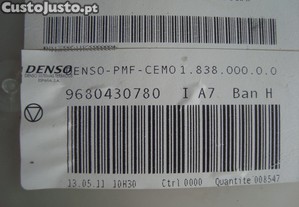 CustoJusto.pt
DENSO
DENSO-PMF-CEMO 1.838.000.0.0
9680430780 I A7 Ban H
13.05.11 10H30 Ctrl 0000 Quantite 008547